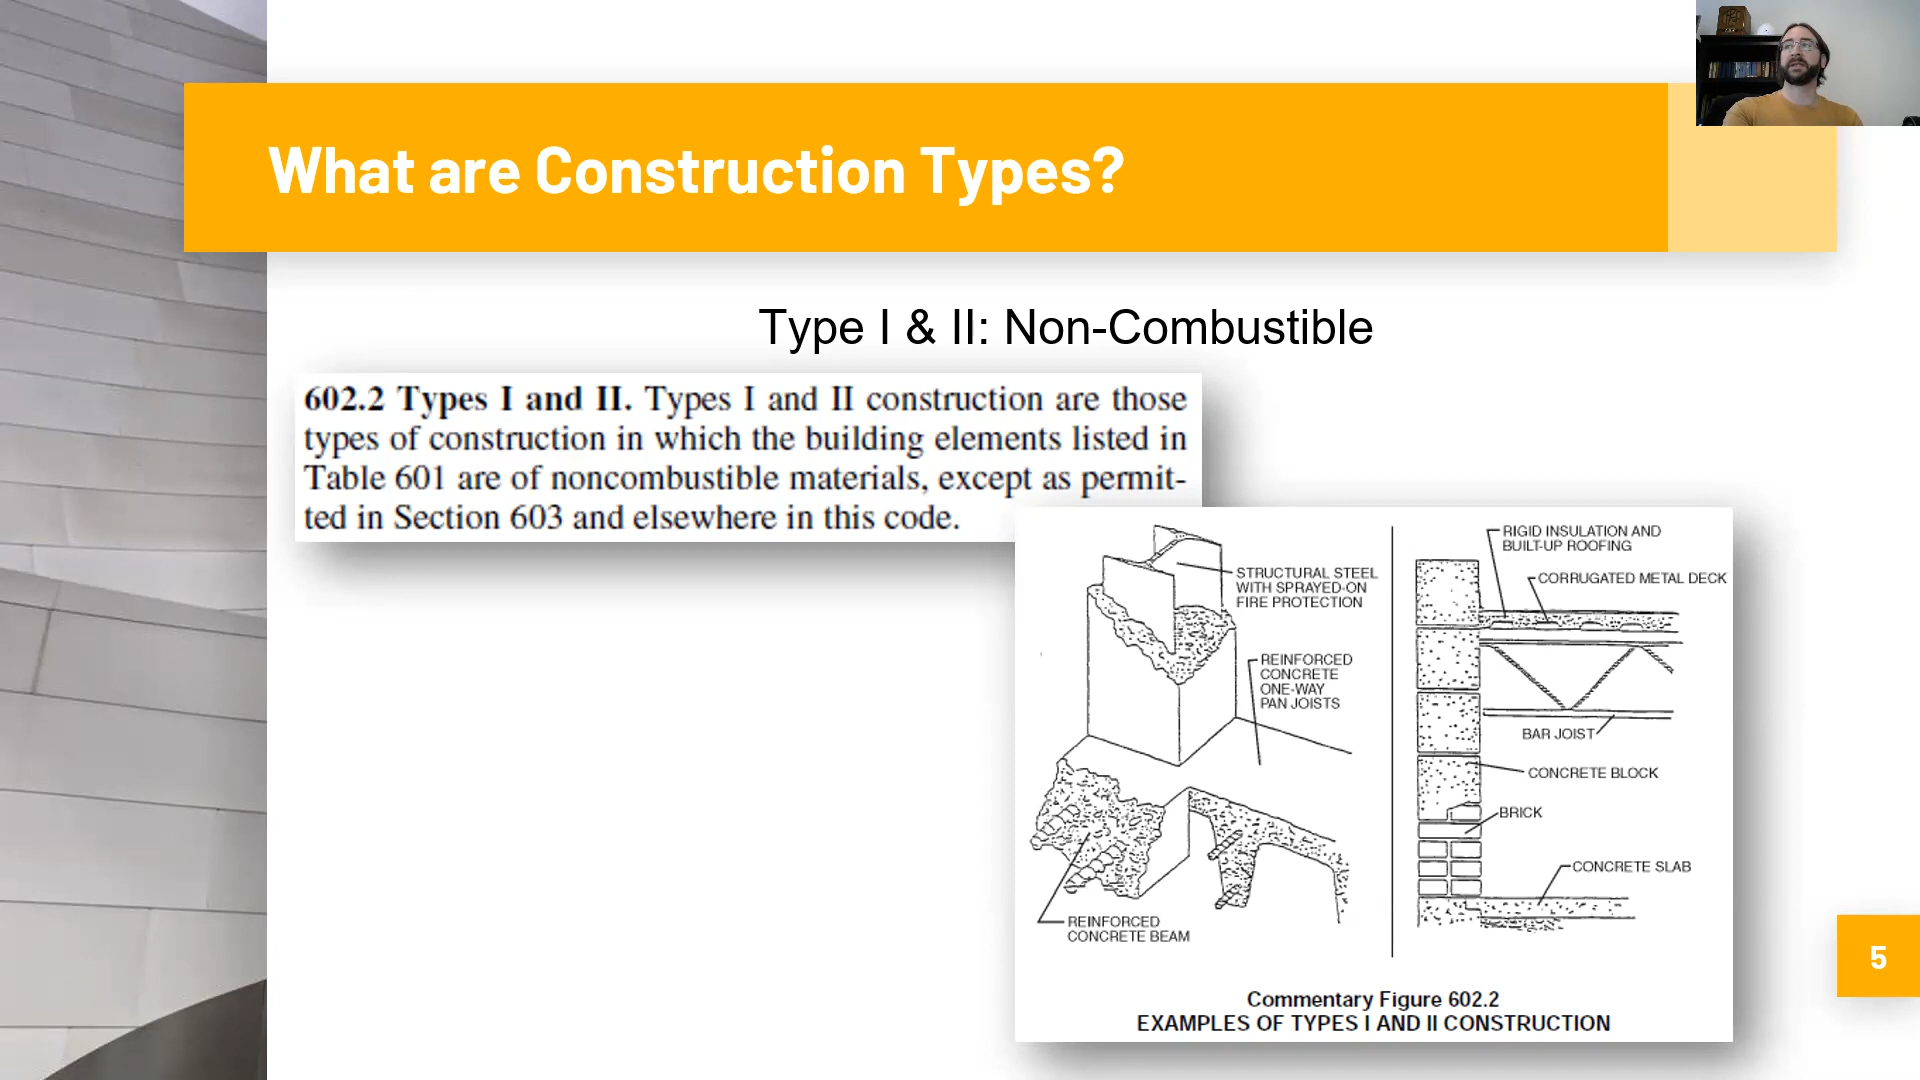 What are Construction Types?
Type I & II: Non-Combustible
602.2 Types I and II. Types I and II construction are those
types of construction in which the building elements listed in
Table 601 are of noncombustible materials, except as permit-
ted in Section 603 and elsewhere in this code.
STRUCTURAL STEEL
WITH SPRAYED-ON
FIRE PROTECTION
REINFORCED
CONCRETE
ONE-WAY
PAN JOISTS
REINFORCED
CONCRETE BEAM
RIGID INSULATION AND
BUILT-UP ROOFING
CORRUGATED METAL DECK
BAR JOIST
CONCRETE BLOCK
BRICK
CONCRETE SLAB
Commentary Figure 602.2
EXAMPLES OF TYPES I AND II CONSTRUCTION
5